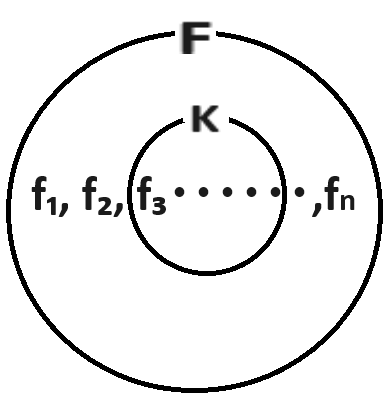 F
K
f₁, f₂, f₃ · · · · · · , fn